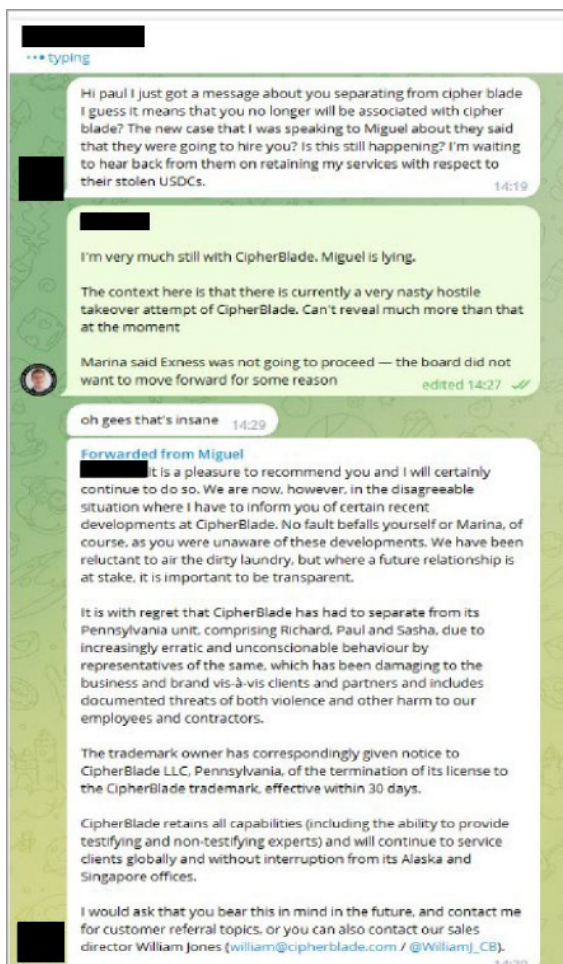 typing
Hi paul I just got a message about you separating from cipher blade
I guess it means that you no longer will be associated with cipher
blade? The new case that I was speaking to Miguel about they said
that they were going to hire you? Is this still happening? I'm waiting
to hear back from them on retaining my services with respect to
their stolen USDCs.
14:19
I'm very much still with CipherBlade. Miguel is lying.
The context here is that there is currently a very nasty hostile
takeover attempt of CipherBlade. Can't reveal much more than that
at the moment
Marina said Exness was not going to proceed — the board did not
want to move forward for some reason
edited 14:27
oh gees that's insane 14:29
Forwarded from Miguel
It is a pleasure to recommend you and I will certainly
continue to do so. We are now, however, in the disagreeable
situation where I have to inform you of certain recent
developments at CipherBlade. No fault befalls yourself or Marina, of
course, as you were unaware of these developments. We have been
reluctant to air the dirty laundry, but where a future relationship is
at stake, it is important to be transparent.
It is with regret that CipherBlade has had to separate from its
Pennsylvania unit, comprising Richard, Paul and Sasha, due to
increasingly erratic and unconscionable behaviour by
representatives of the same, which has been damaging to the
business and brand vis-à-vis clients and partners and includes
documented threats of both violence and other harm to our
employees and contractors.
The trademark owner has correspondingly given notice to
CipherBlade LLC, Pennsylvania, of the termination of its license to
the CipherBlade trademark, effective within 30 days.
CipherBlade retains all capabilities (including the ability to provide
testifying and non-testifying experts) and will continue to service
clients globally and without interruption from its Alaska and
Singapore offices.
I would ask that you bear this in mind in the future, and contact me
for customer referral topics, or you can also contact our sales
director William Jones (william@cipherblade.com / @WilliamJ_CB).